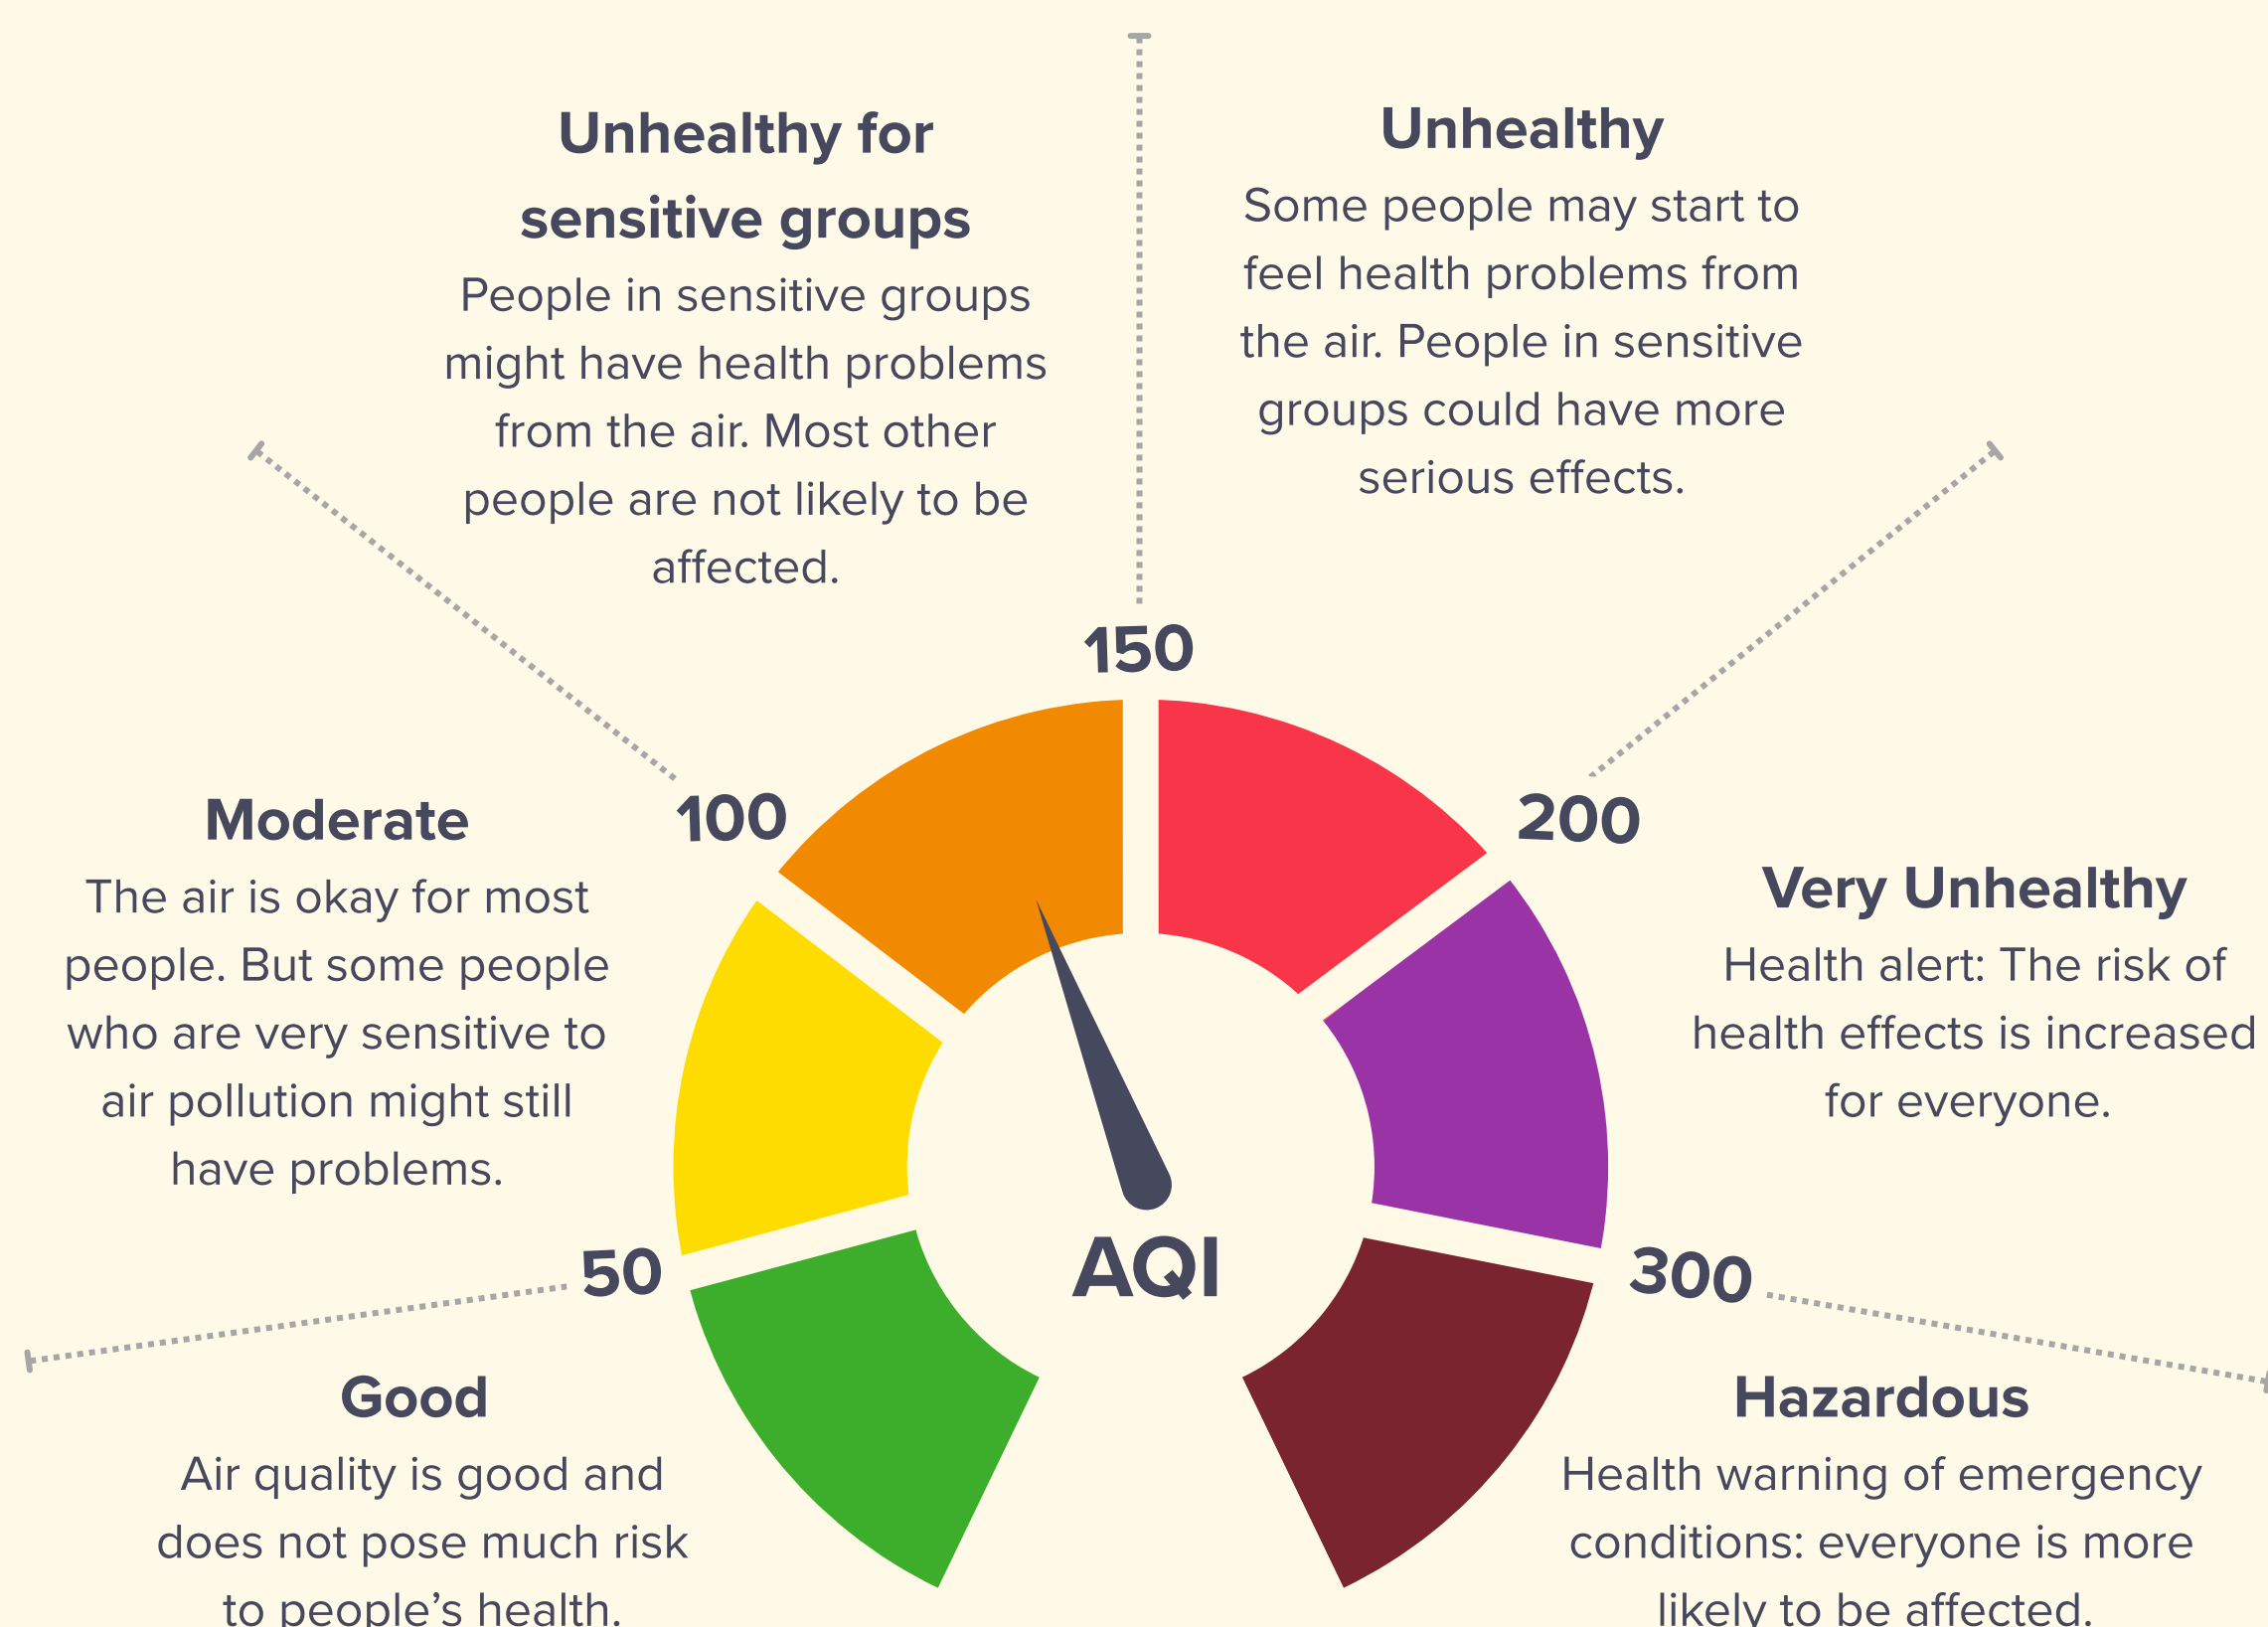 Unhealthy for
sensitive groups
People in sensitive groups
might have health problems
from the air. Most other
people are not likely to be
affected.
Unhealthy
Some people may start to
feel health problems from
the air. People in sensitive
groups could have more
serious effects.
150
100
200
Moderate
The air is okay for most
people. But some people
who are very sensitive to
air pollution might still
have problems.
Very Unhealthy
Health alert: The risk of
health effects is increased
for everyone.
50
AQI
300
Good
Air quality is good and
does not pose much risk
to people’s health.
Hazardous
Health warning of emergency
conditions: everyone is more
likely to be affected.